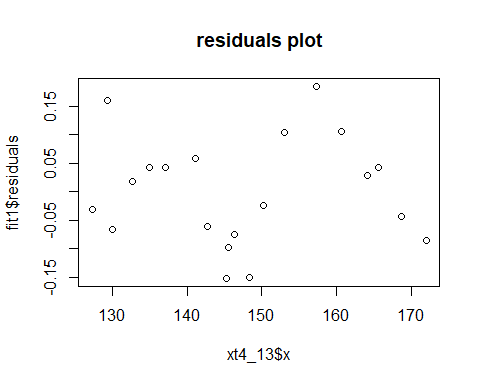 residuals plot
fit1$residuals
0.15
0.05
-0.05
-0.15
130 140 150 160 170
xt4_13$x